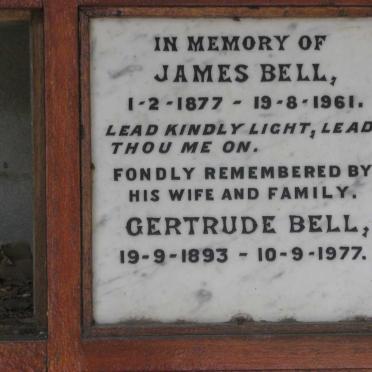 IN MEMORY OF
JAMES BELL,
1-2-1877 - 19-8-1961.
LEAD KINDLY LIGHT, LEAD
THOU ME ON.
FONDLY REMEMBERED BY
HIS WIFE AND FAMILY.
GERTRUDE BELL,
19-9-1893 - 10-9-1977.